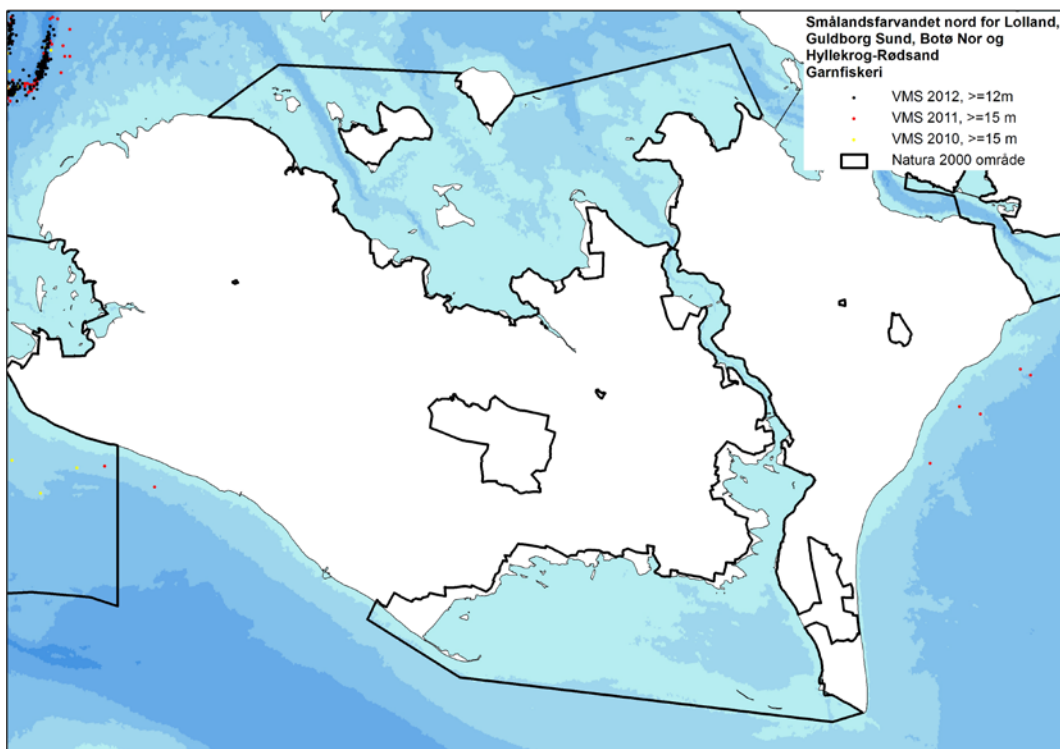 Smålandsfarvandet nord for Lolland,
Guldborg Sund, Botø Nor og
Hyllekrog-Rødsand
Garnfiskeri
VMS 2012, >=12m
VMS 2011, >=15 m
VMS 2010, >=15 m
Natura 2000 område